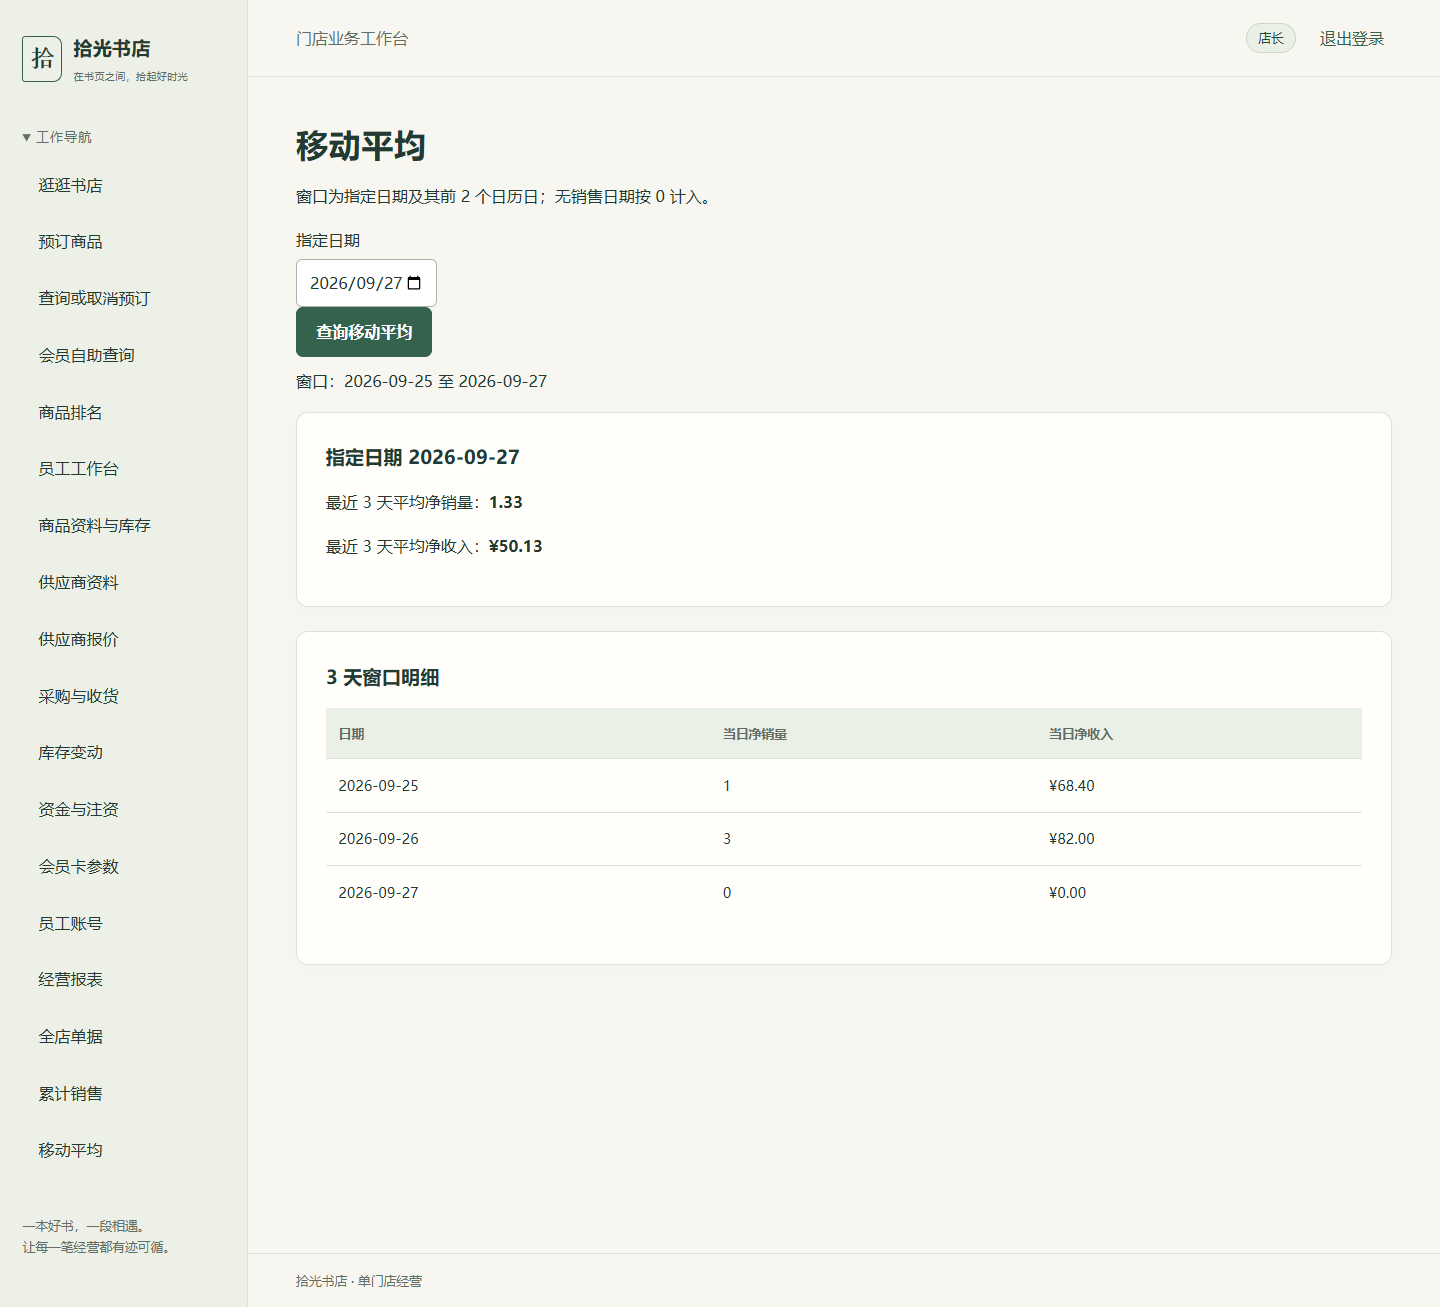 拾
拾光书店
在书页之间，拾起好时光
▼ 工作导航
逛逛书店
预订商品
查询或取消预订
会员自助查询
商品排名
员工工作台
商品资料与库存
供应商资料
供应商报价
采购与收货
库存变动
资金与注资
会员卡参数
员工账号
经营报表
全店单据
累计销售
移动平均
一本好书，一段相遇。
让每一笔经营都有迹可循。
门店业务工作台
店长
退出登录
移动平均
窗口为指定日期及其前 2 个日历日；无销售日期按 0 计入。
指定日期
2026/09/27
查询移动平均
窗口：2026-09-25 至 2026-09-27
指定日期 2026-09-27
最近 3 天平均净销量：1.33
最近 3 天平均净收入：¥50.13
3 天窗口明细
日期 当日净销量 当日净收入
2026-09-25 1 ¥68.40
2026-09-26 3 ¥82.00
2026-09-27 0 ¥0.00
拾光书店 · 单门店经营